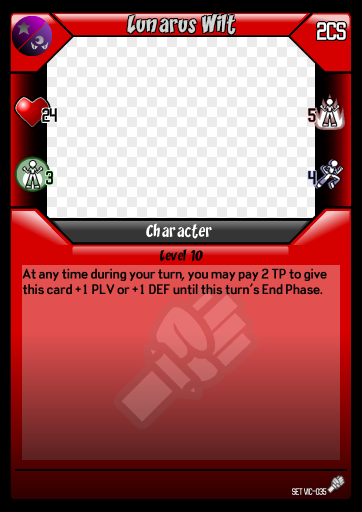 Lunarus Wilt
2CS
24
5
3
4
Character
Level 10
At any time during your turn, you may pay 2 TP to give
this card +1 PLV or +1 DEF until this turn's End Phase.
SET VIC-035